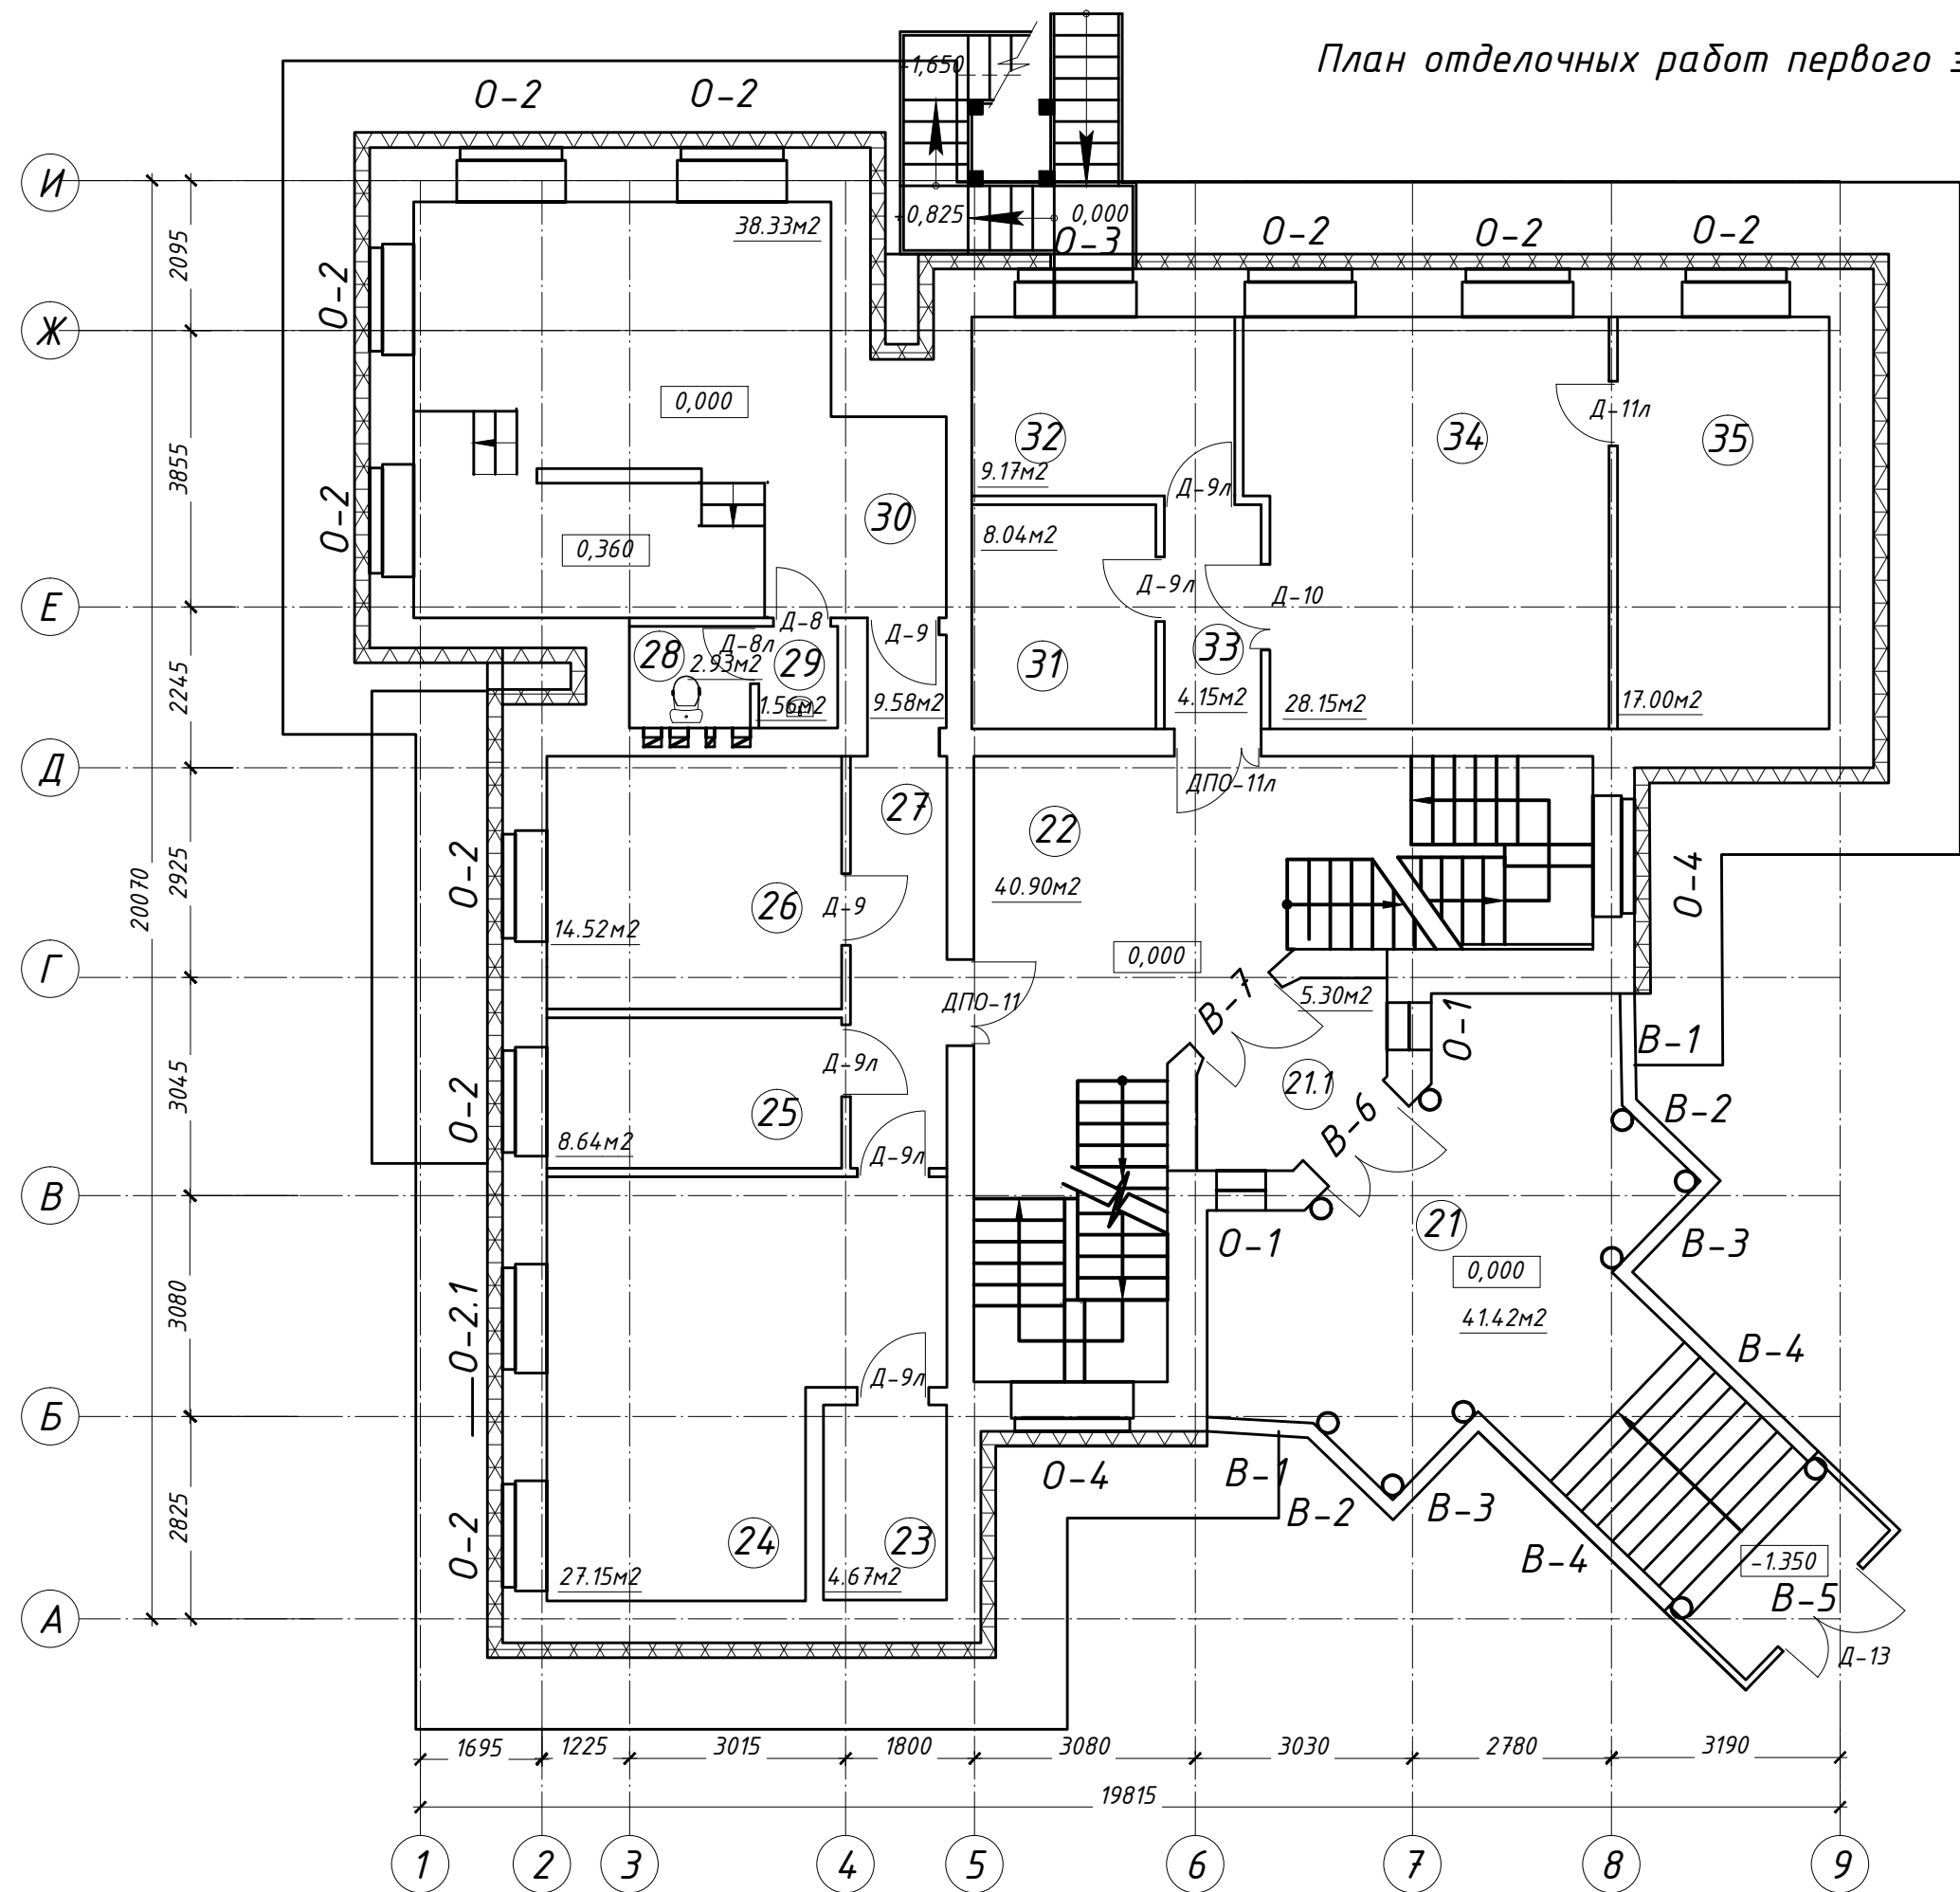 План отделочных работ первого
-1,650
О-2
О-2
И
38.33м2
+0,825
0,000
О-3
О-2
О-2
О-2
2095
О-2
Ж
0,000
Д-11л
32
34
35
3855
9.17м2
Д-9л
30
О-2
8.04м2
0,360
Д-9л
Д-10
Е
Д-8
Д-9
Д-8л
28
29
33
31
2.93м2
2245
1.56м2
9.58м2
4.15м2
28.15м2
17.00м2
Д
ДПО-11л
27
22
2925
О-2
О-4
20070
40.90м2
26
Д-9
14.52м2
0,000
Г
В-7
5.30м2
ДПО-11
О-1
В-1
Д-9л
21.1
3045
О-2
25
В-6
В-2
8.64м2
Д-9л
В
21
О-1
В-3
0,000
3080
О-2.1
41.42м2
В-4
Д-9л
Б
О-4
В-1
2825
В-2
В-3
О-2
24
23
В-4
-1.350
27.15м2
4.67м2
В-5
А
Д-13
1695
1225
3015
1800
3080
3030
2780
3190
19815
1
2
3
4
5
6
7
8
9